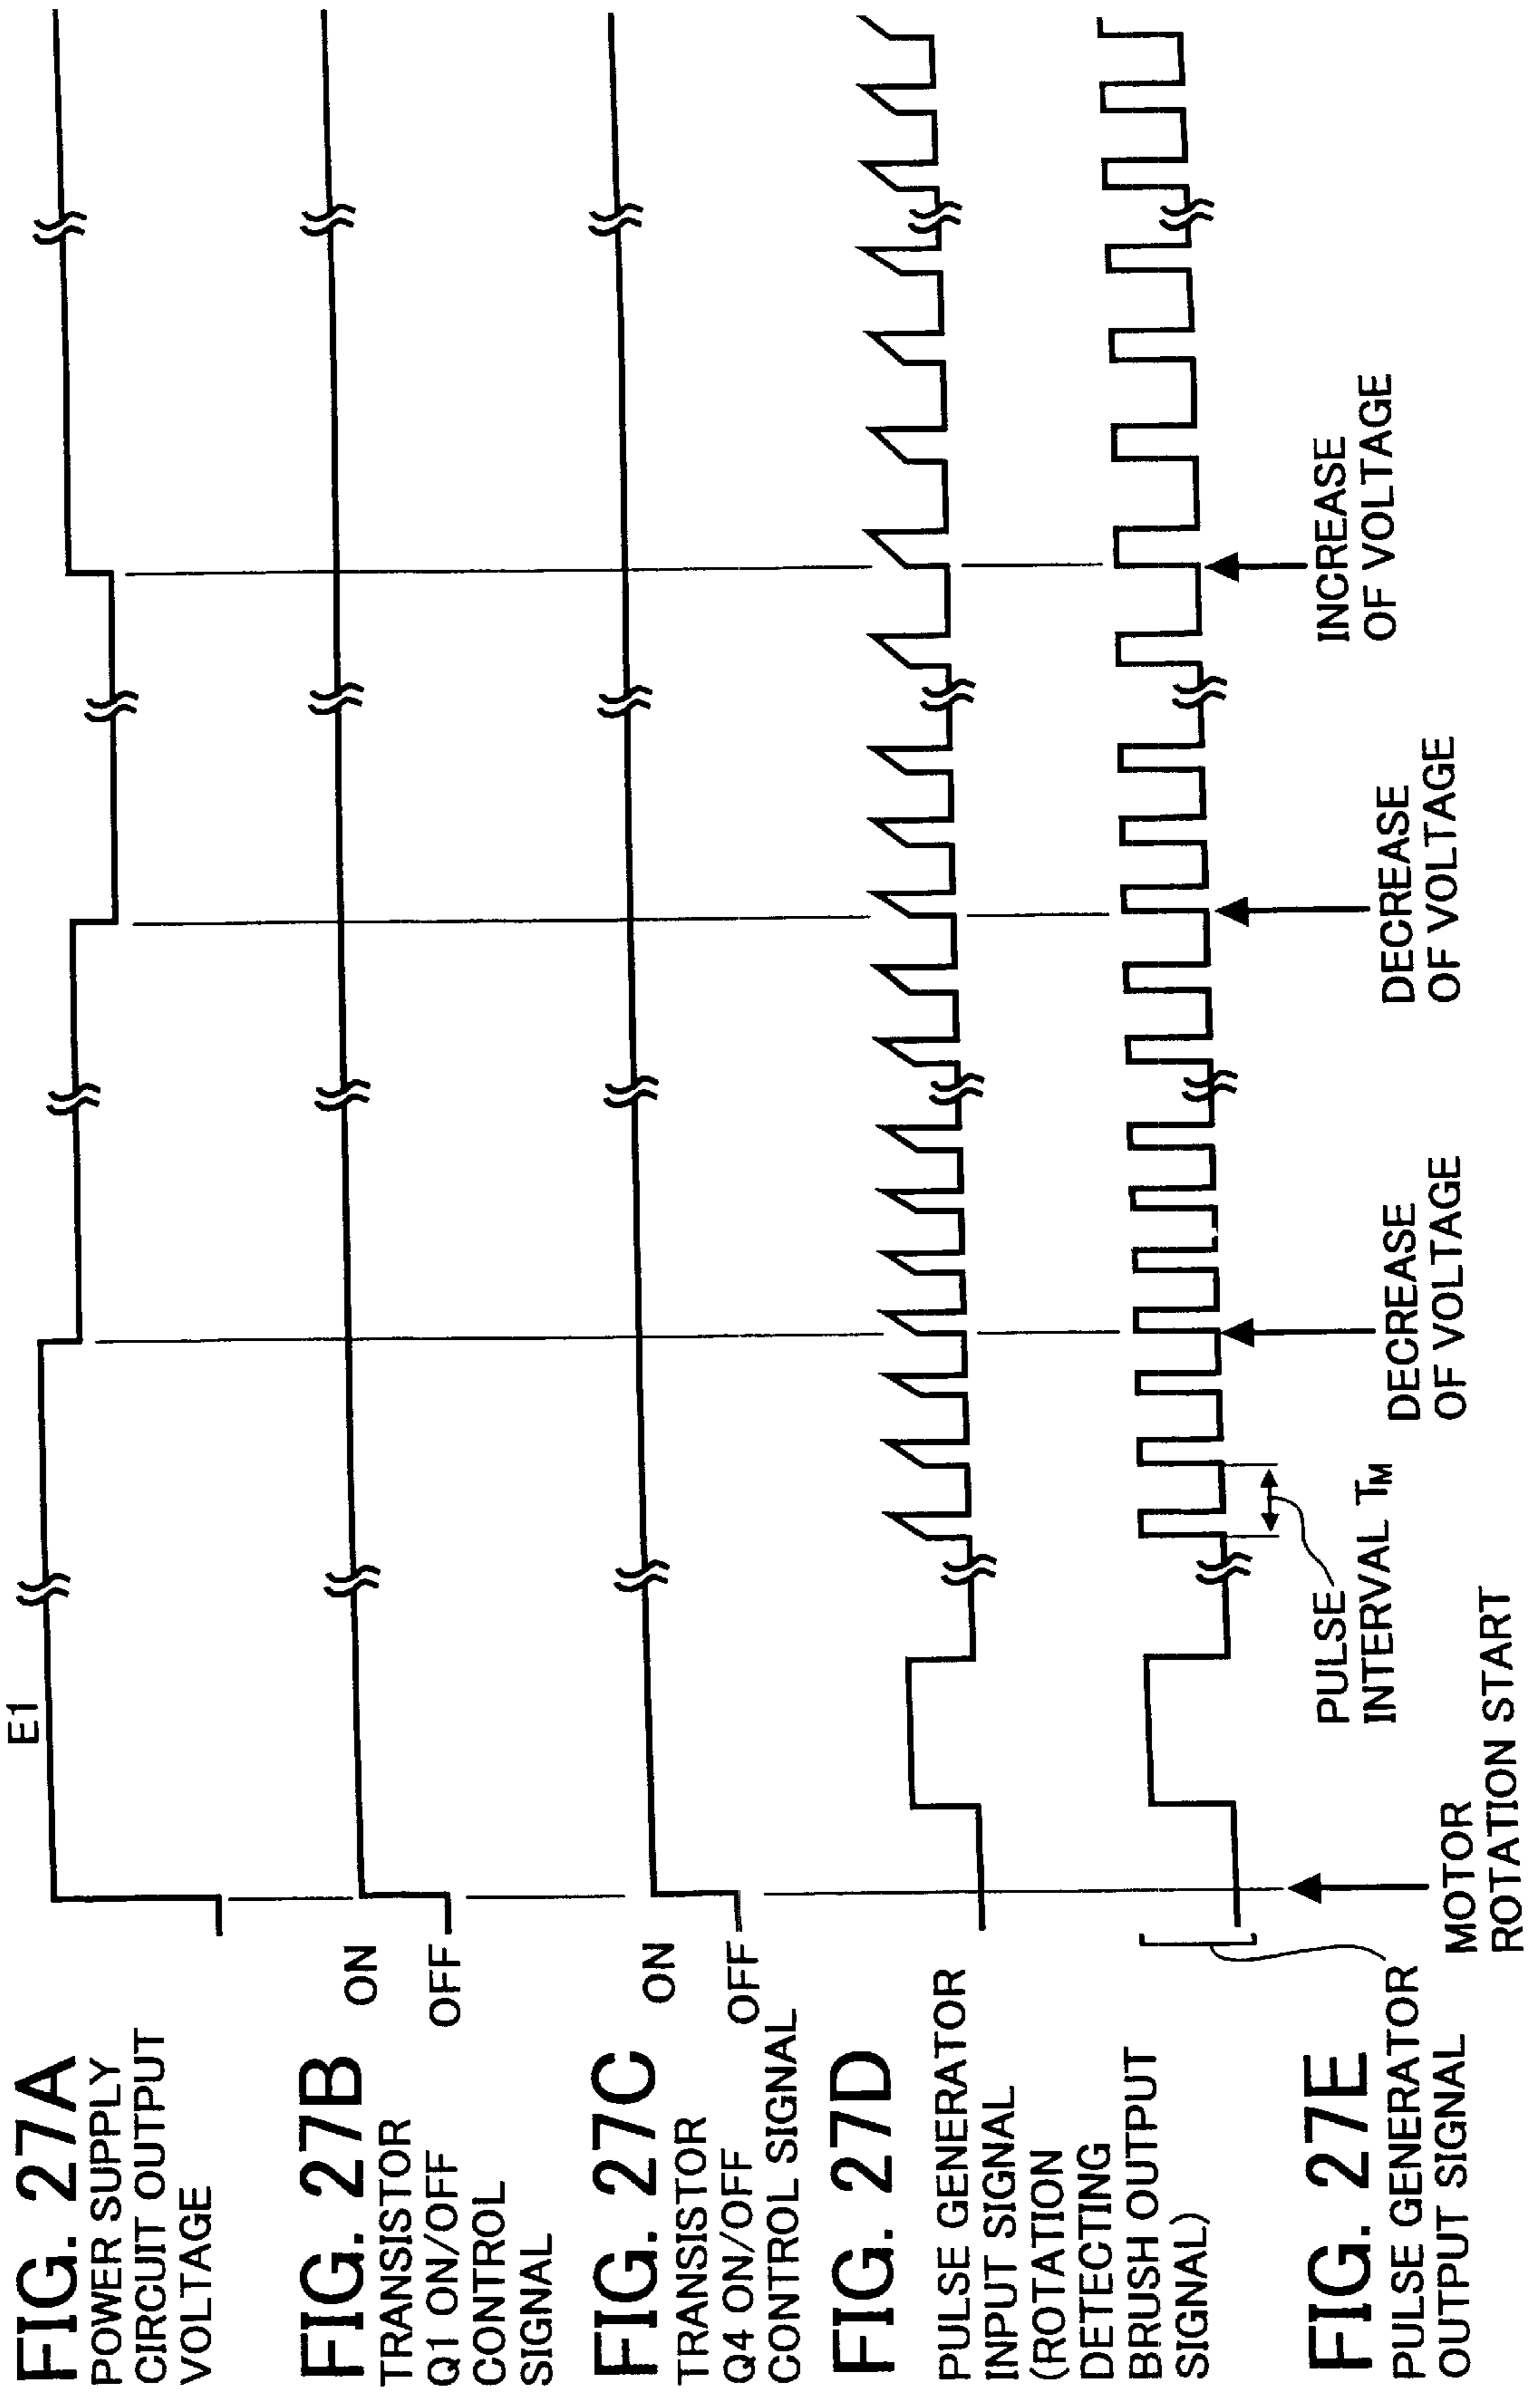 FIG. 27A
POWER SUPPLY
CIRCUIT OUTPUT
VOLTAGE
E1
FIG. 27B
TRANSISTOR
Q1 ON/OFF
CONTROL
SIGNAL
ON
OFF
FIG. 27C
TRANSISTOR
Q4 ON/OFF
CONTROL SIGNAL
ON
OFF
FIG. 27D
PULSE GENERATOR
INPUT SIGNAL
(ROTATION
DETECTING
BRUSH OUTPUT
SIGNAL)
FIG. 27E
PULSE GENERATOR
OUTPUT SIGNAL
MOTOR
ROTATION START
PULSE
INTERVAL TM
DECREASE
OF VOLTAGE
DECREASE
OF VOLTAGE
INCREASE
OF VOLTAGE